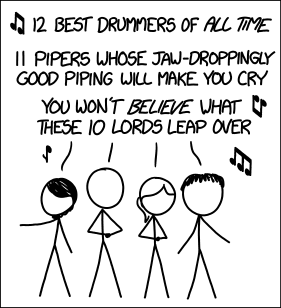 12 BEST DRUMMERS OF ALL TIME
11 PIPERS WHOSE JAW-DROPPINGLY
GOOD PIPING WILL MAKE YOU CRY
YOU WON'T BELIEVE WHAT
THESE 10 LORDS LEAP OVER